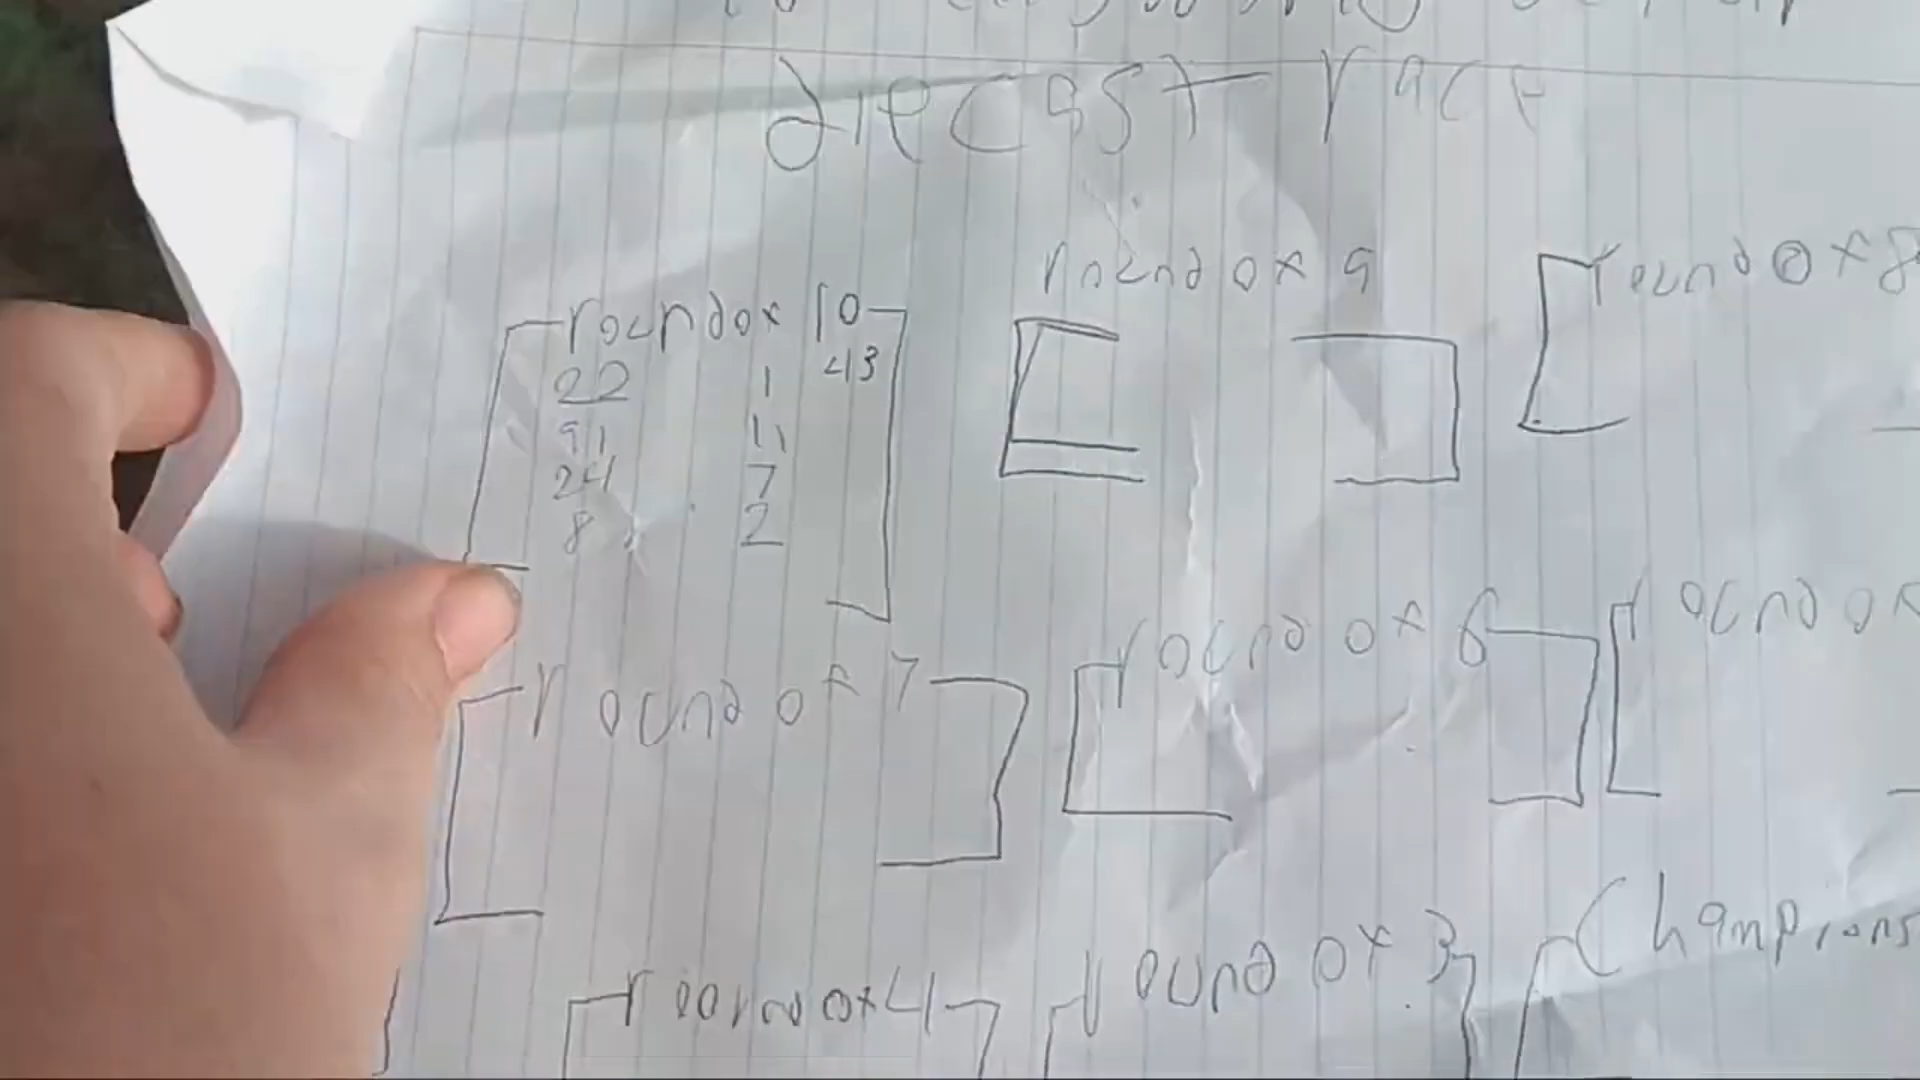 diecast race
roundof 10
22 1 43
91 11
24 7
8 2
round of 9
round of 8
round of 7
round of 6
round of
round of 4
round of 3
Champions